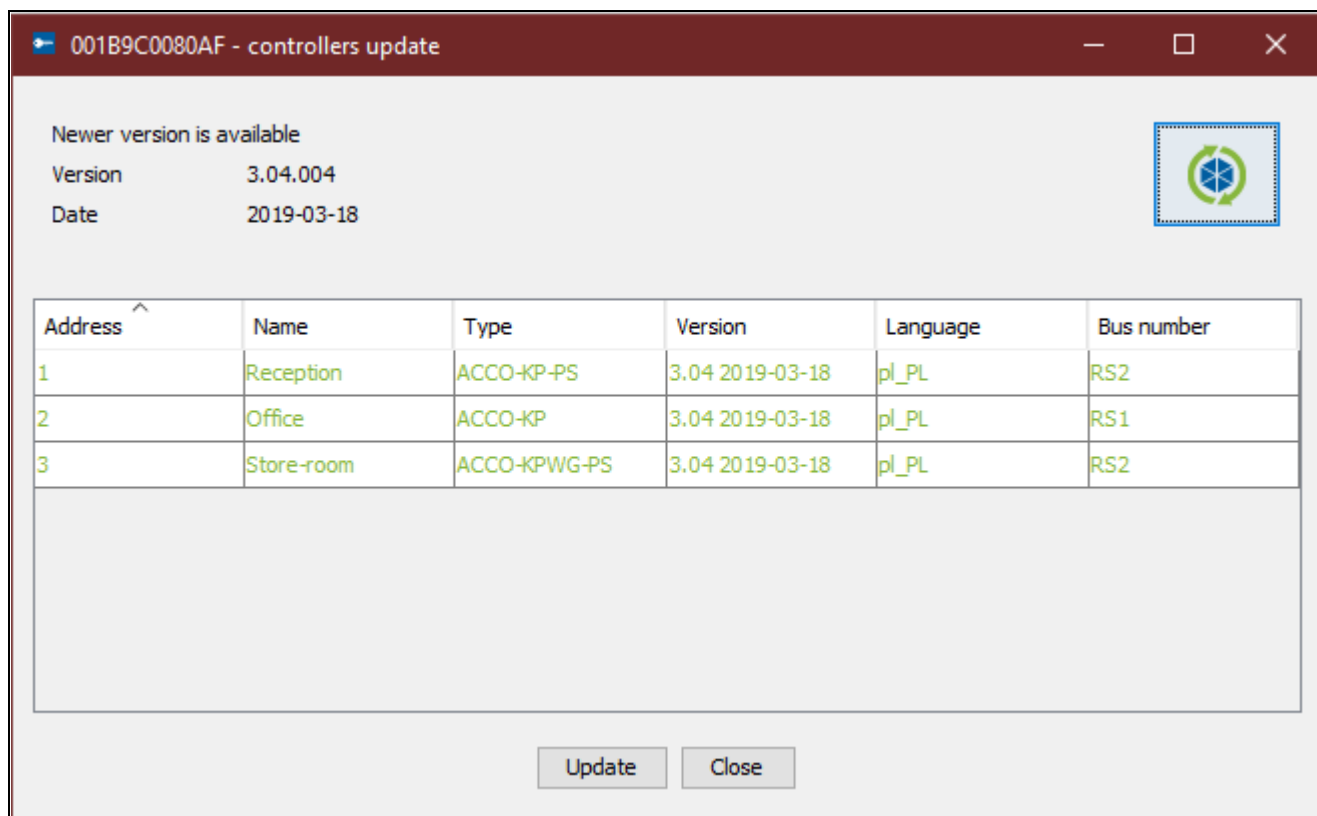 001B9C0080AF - controllers update
Newer version is available
Version 3.04.004
Date 2019-03-18
Address Name Type Version Language Bus number
1 Reception ACCO-KP-PS 3.04 2019-03-18 pl_PL RS2
2 Office ACCO-KP 3.04 2019-03-18 pl_PL RS1
3 Store-room ACCO-KPWG-PS 3.04 2019-03-18 pl_PL RS2
Update Close